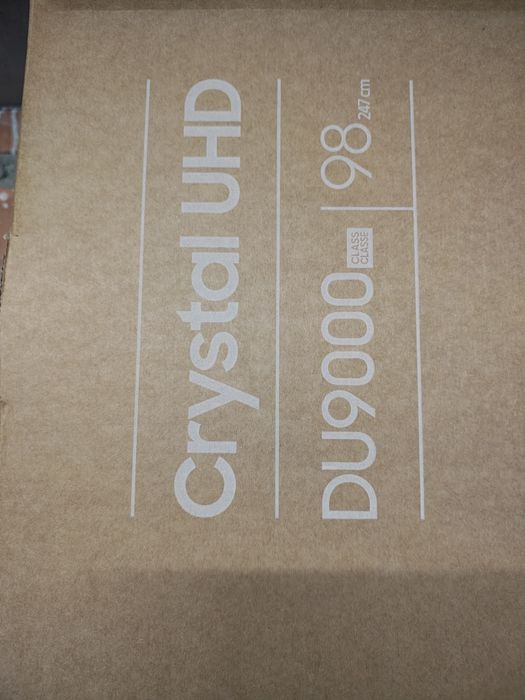 Crystal UHD
DU9000 CLASS
CLASSE
98 247 cm